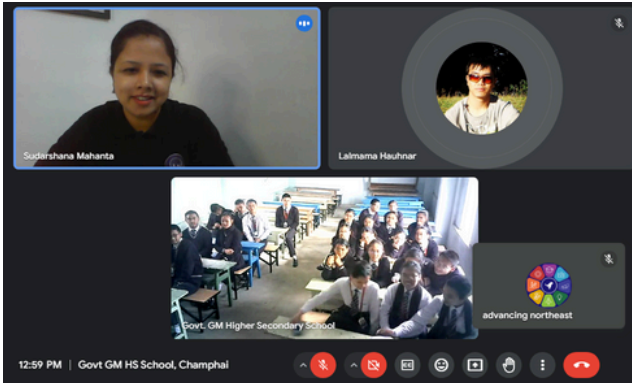 Sudarshana Mahanta
Lalmama Hauhnar
Govt. GM Higher Secondary School
advancing northeast
12:59 PM | Govt GM HS School, Champhai